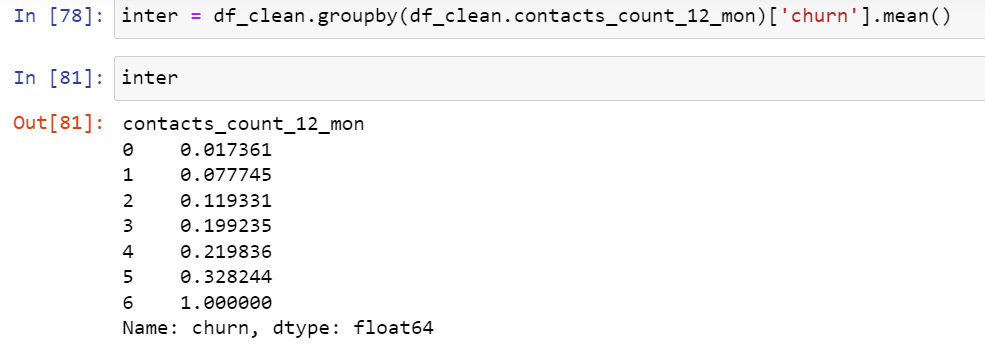 In [78]: inter = df_clean.groupby(df_clean.contacts_count_12_mon)['churn'].mean()
In [81]: inter
Out[81]: contacts_count_12_mon
0    0.017361
1    0.077745
2    0.119331
3    0.199235
4    0.219836
5    0.328244
6    1.000000
Name: churn, dtype: float64